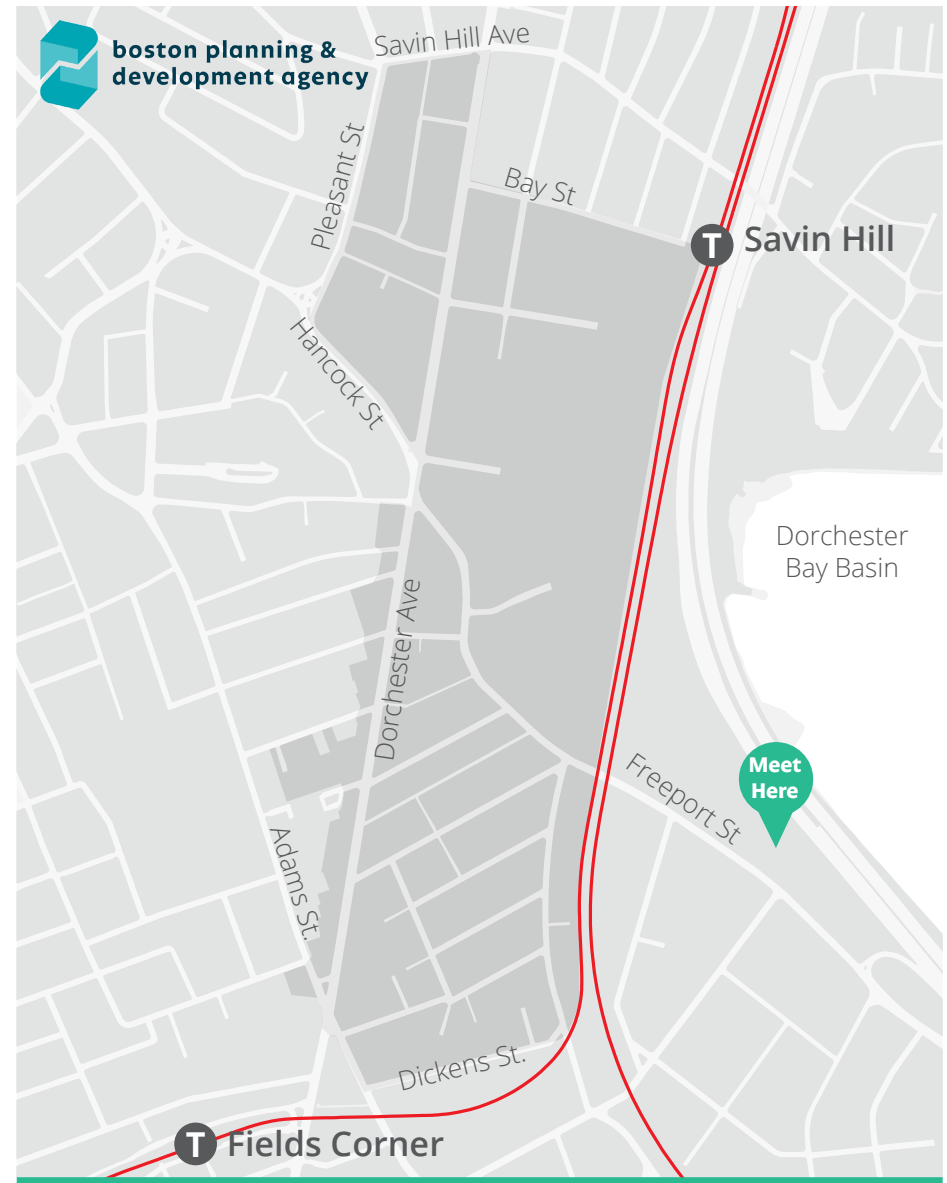 boston planning &
development agency
Savin Hill Ave
Pleasant St
Bay St
T Savin Hill
Hancock St
Dorchester
Bay Basin
Dorchester Ave
Meet
Here
Freeport St
Adams St.
Dickens St.
T Fields Corner